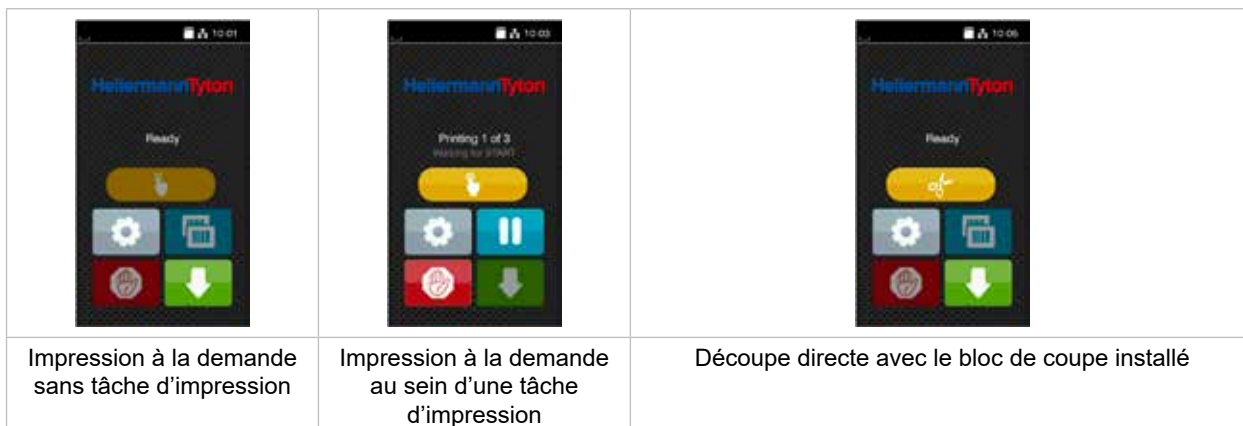 10:01
HellermannTyton
Ready
10:03
HellermannTyton
Printing 1 of 3
Waiting for START
10:06
HellermannTyton
Ready
Impression à la demande
sans tâche d'impression
Impression à la demande
au sein d'une tâche
d'impression
Découpe directe avec le bloc de coupe installé